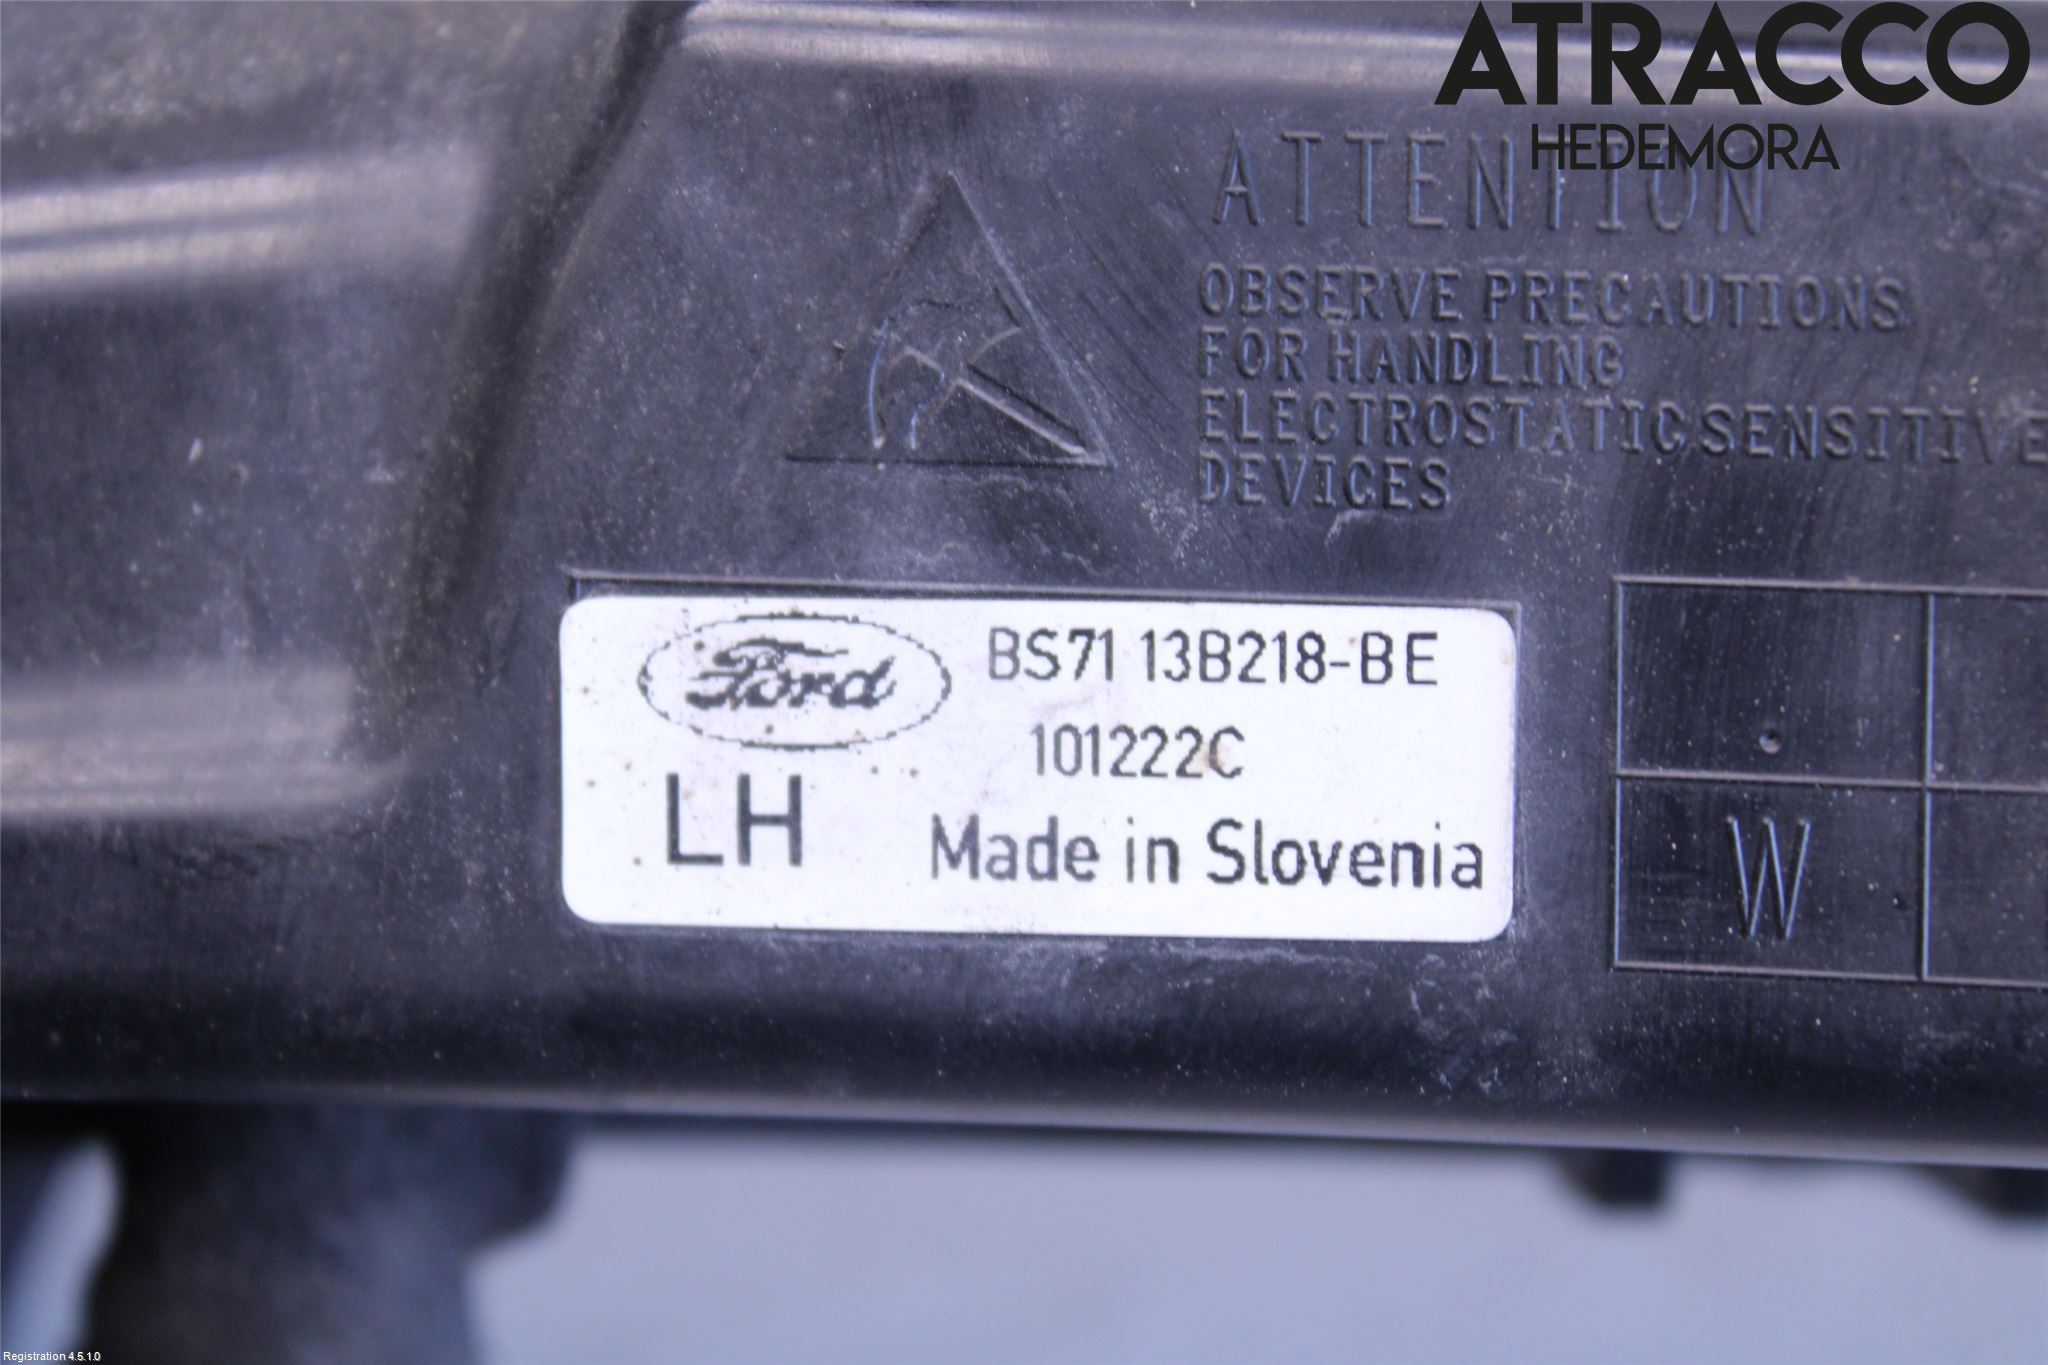 ATRACCO
HEDEMORA
ATTENTION
OBSERVE PRECAUTIONS
FOR HANDLING
ELECTROSTATIC SENSITIVE
DEVICES
Ford
BS71 13B218-BE
101222C
LH
Made in Slovenia
W
Registration 4.5.1.0